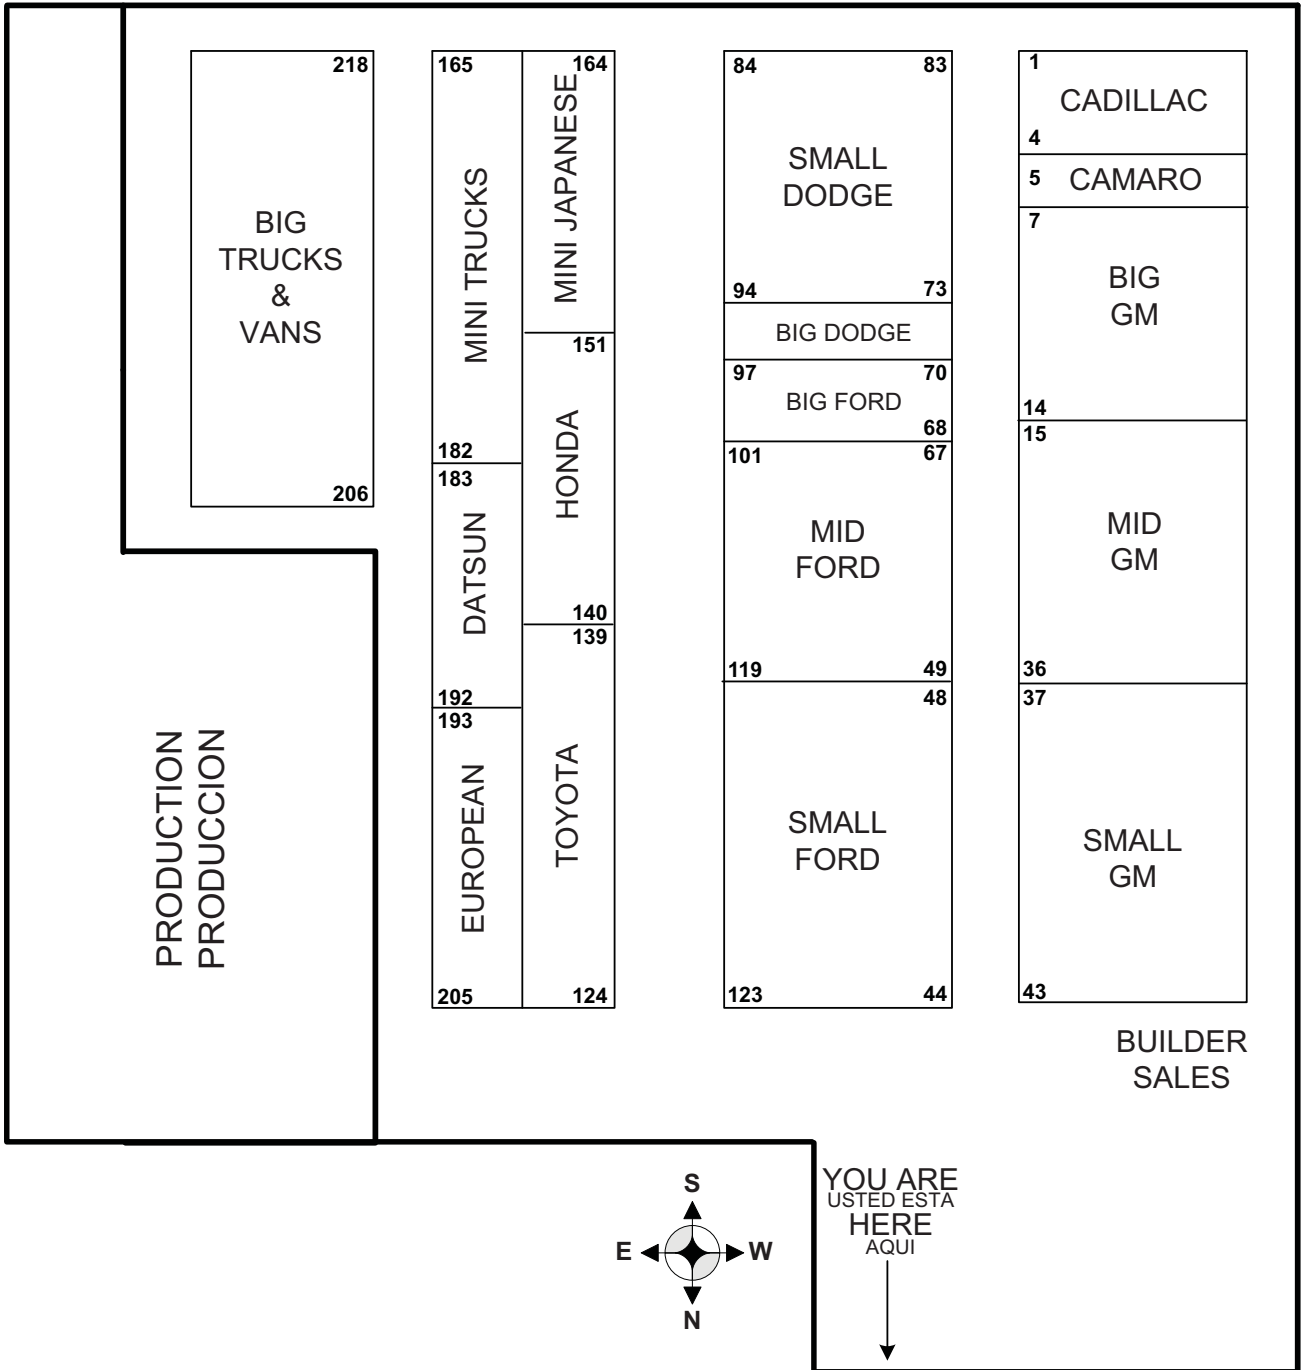 218
BIG
TRUCKS
&
VANS
206
165
MINI TRUCKS
182
183
DATSUN
192
193
EUROPEAN
205
164
MINI JAPANESE
151
HONDA
140
139
TOYOTA
124
84 83
SMALL
DODGE
94 73
BIG DODGE
97 70
BIG FORD
68
101 67
MID
FORD
119 49
48
SMALL
FORD
123 44
1
CADILLAC
4
5 CAMARO
7
BIG
GM
14
15
MID
GM
36
37
SMALL
GM
43
BUILDER
SALES
PRODUCTION
PRODUCCION
S
E W
N
YOU ARE
USTED ESTA
HERE
AQUI